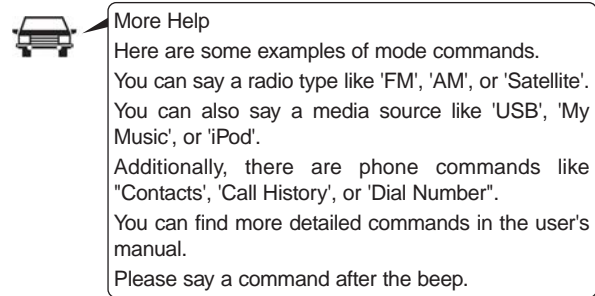 More Help
Here are some examples of mode commands.
You can say a radio type like 'FM', 'AM', or 'Satellite'.
You can also say a media source like 'USB', 'My
Music', or 'iPod'.
Additionally, there are phone commands like
"Contacts', 'Call History', or 'Dial Number".
You can find more detailed commands in the user's
manual.
Please say a command after the beep.